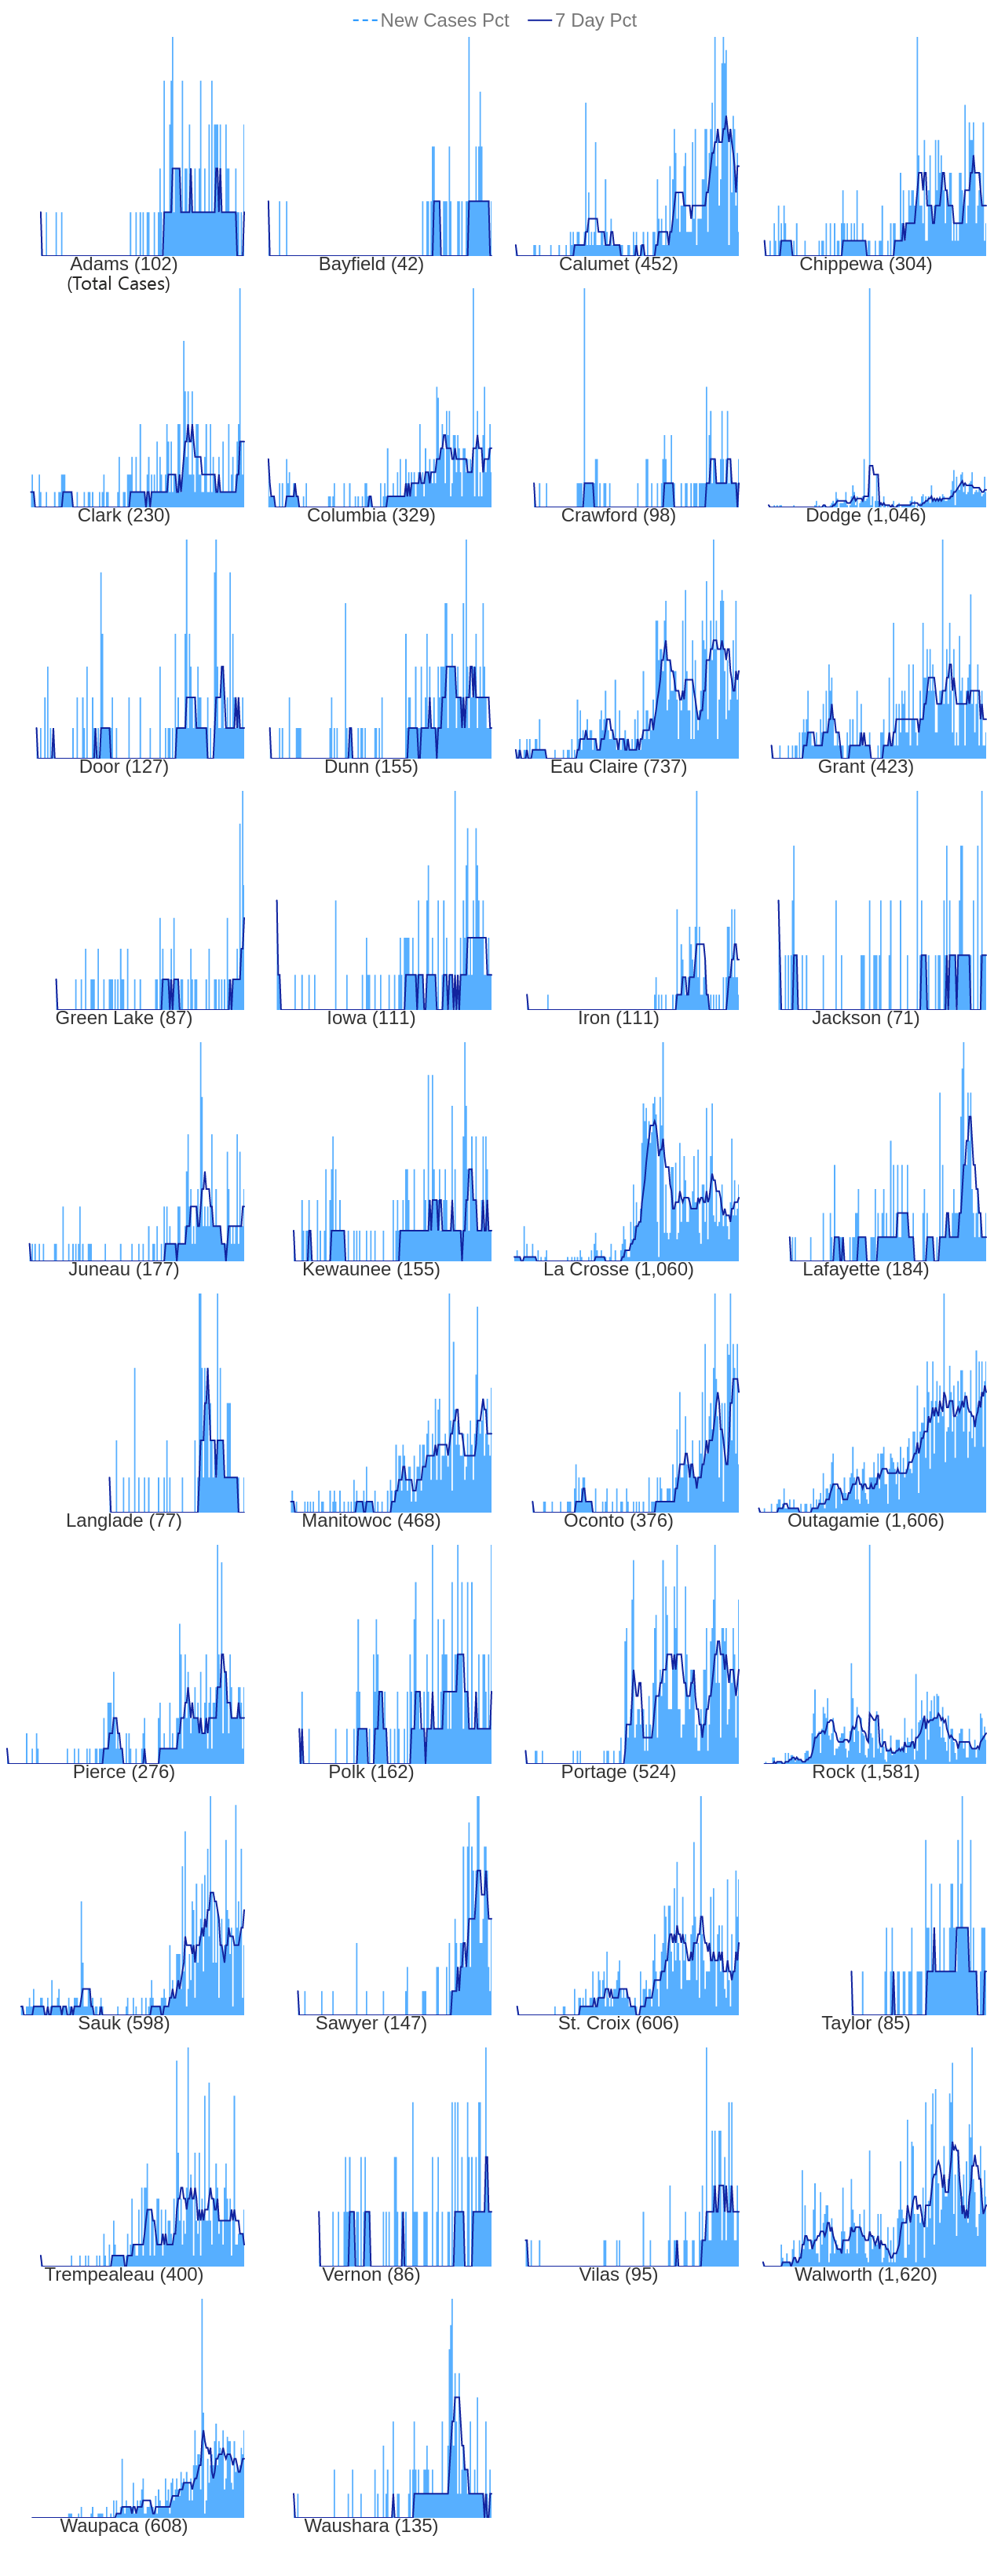 New Cases Pct 7 Day Pct
Adams (102) Bayfield (42) Calumet (452) Chippewa (304)
(Total Cases)
Clark (230) Columbia (329) Crawford (98) Dodge (1,046)
Door (127) Dunn (155) Eau Claire (737) Grant (423)
Green Lake (87) Iowa (111) Iron (111) Jackson (71)
Juneau (177) Kewaunee (155) La Crosse (1,060) Lafayette (184)
Langlade (77) Manitowoc (468) Oconto (376) Outagamie (1,606)
Pierce (276) Polk (162) Portage (524) Rock (1,581)
Sauk (598) Sawyer (147) St. Croix (606) Taylor (85)
Trempealeau (400) Vernon (86) Vilas (95) Walworth (1,620)
Waupaca (608) Waushara (135)